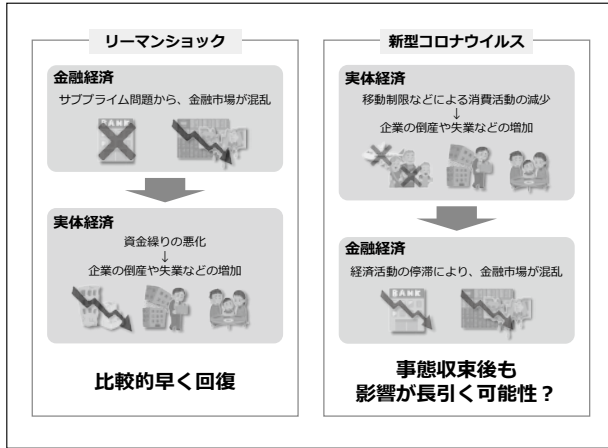 リーマンショック
金融経済
サブプライム問題から、金融市場が混乱
BANK
実体経済
資金繰りの悪化
↓
企業の倒産や失業などの増加
比較的早く回復
新型コロナウイルス
実体経済
移動制限などによる消費活動の減少
↓
企業の倒産や失業などの増加
金融経済
経済活動の停滞により、金融市場が混乱
BANK
事態収束後も
影響が長引く可能性？